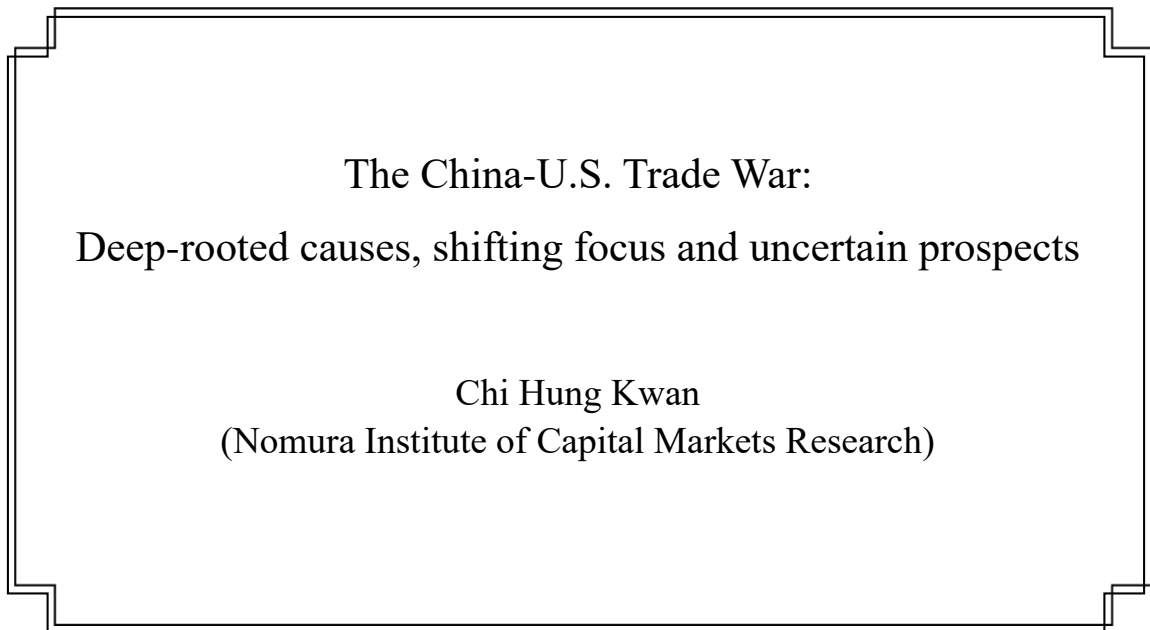 The China-U.S. Trade War:
Deep-rooted causes, shifting focus and uncertain prospects
Chi Hung Kwan
(Nomura Institute of Capital Markets Research)